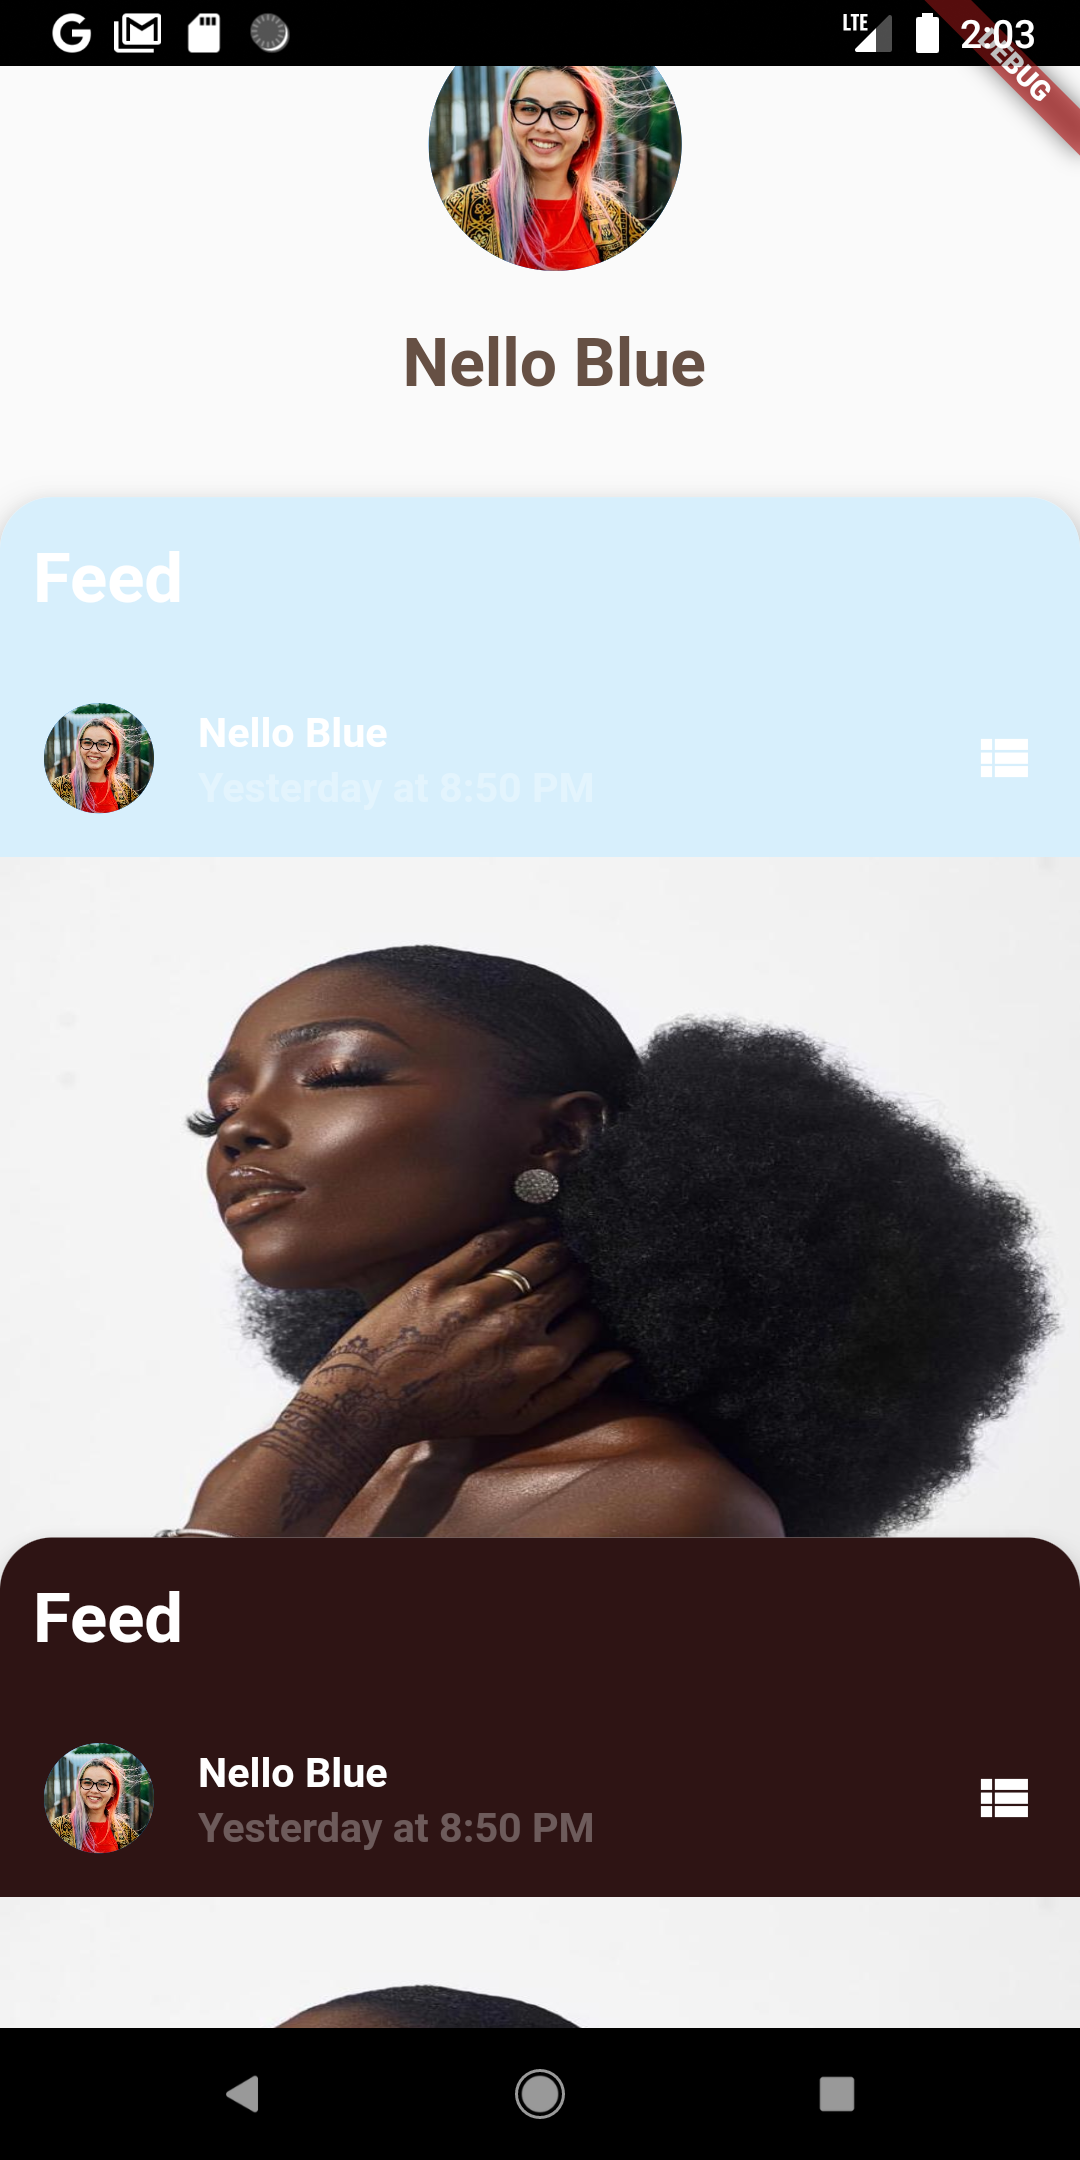 LTE 2:03
DEBUG
Nello Blue
Feed
Nello Blue
Yesterday at 8:50 PM
Feed
Nello Blue
Yesterday at 8:50 PM